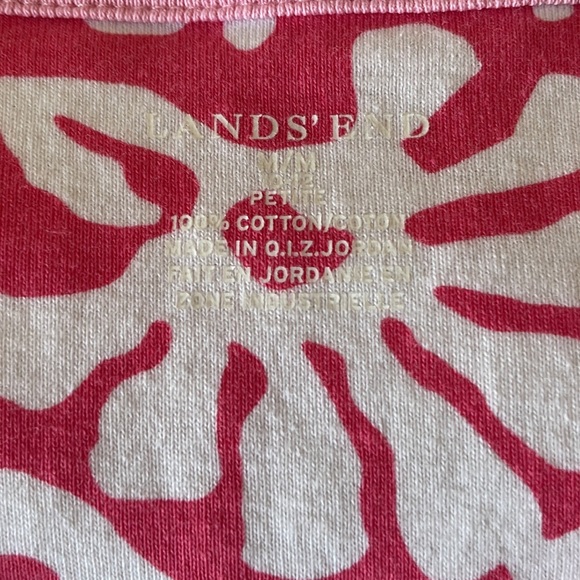 LANDS' END
M/M
PETITE
100% COTTON/COTON
MADE IN Q.I.Z. JORDAN
FAIT EN JORDANIE EN
ZONE INDUSTRIELLE